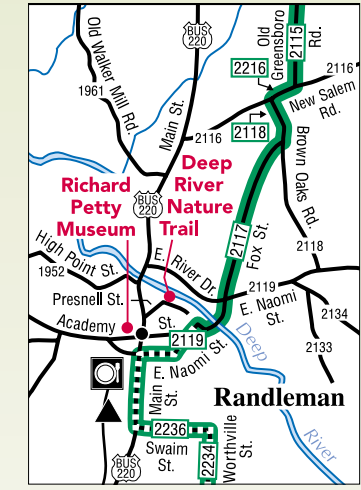 BUS
220
Old
Greensboro
Rd.
2115
Old Walker Mill Rd.
1961
2216
2116
New Salem
Rd.
Main St.
2116
2118
Deep
River
Nature
Trail
Richard
Petty
Museum
BUS
220
Brown Oaks Rd.
2117
Fox St.
2118
High Point St.
1952
E. River Dr.
2119
E. Naomi
St.
Presnell St.
2134
Academy
St.
2119
2133
E. Naomi St.
Deep
Main
St.
Randleman
2236
Swaim
St.
2234
Worthville
St.
River
BUS
220